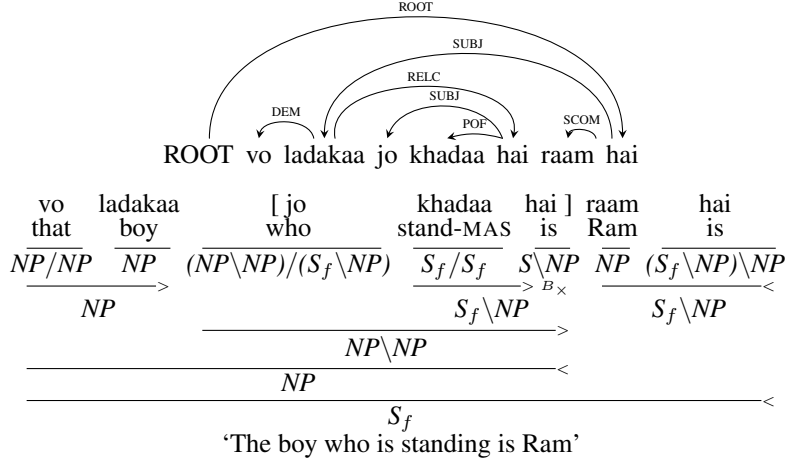 ROOT
SUBJ
RELC
SUBJ
DEM POF SCOM
ROOT vo ladakaa jo khadaa hai raam hai
vo ladakaa [ jo khadaa hai ] raam hai
that boy who stand-MAS is Ram is
NP/NP NP (NP\NP)/(S_f\NP) S_f/S_f S\NP NP (S_f\NP)\NP
> >B× <
NP S_f\NP S_f\NP
>
NP\NP
<
NP
<
S_f
‘The boy who is standing is Ram’